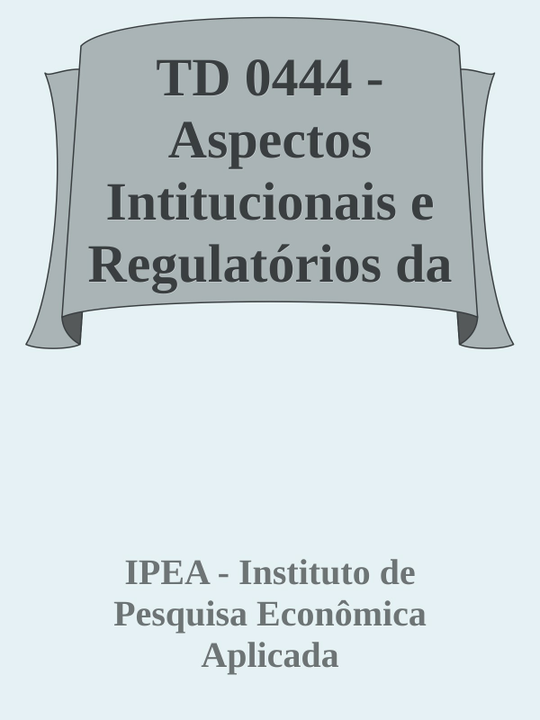 TD 0444 -
Aspectos
Intitucionais e
Regulatórios da
IPEA - Instituto de
Pesquisa Econômica
Aplicada